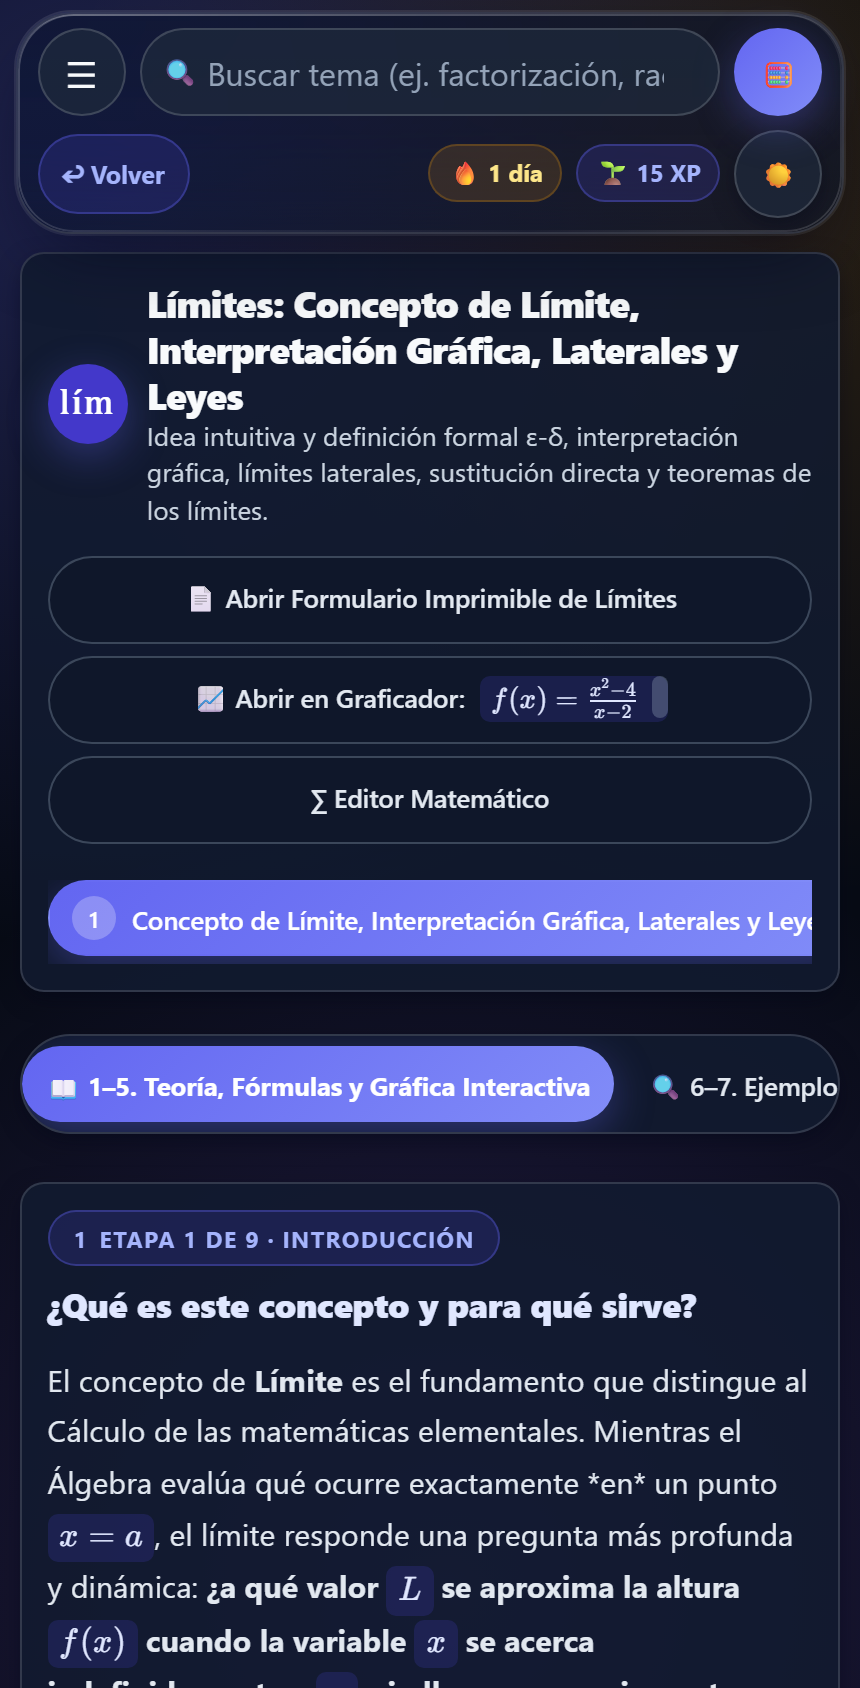 ☰ 🔍 Buscar tema (ej. factorización, ra
↩ Volver 🔥 1 día 🌱 15 XP
Límites: Concepto de Límite,
Interpretación Gráfica, Laterales y
Leyes
lím
Idea intuitiva y definición formal ε-δ, interpretación
gráfica, límites laterales, sustitución directa y teoremas de
los límites.
📄 Abrir Formulario Imprimible de Límites
📈 Abrir en Graficador: f(x) = (x²−4)/(x−2)
∑ Editor Matemático
1 Concepto de Límite, Interpretación Gráfica, Laterales y Leye
📖 1–5. Teoría, Fórmulas y Gráfica Interactiva 🔍 6–7. Ejemplo
1 ETAPA 1 DE 9 · INTRODUCCIÓN
¿Qué es este concepto y para qué sirve?
El concepto de Límite es el fundamento que distingue al
Cálculo de las matemáticas elementales. Mientras el
Álgebra evalúa qué ocurre exactamente *en* un punto
x = a, el límite responde una pregunta más profunda
y dinámica: ¿a qué valor L se aproxima la altura
f(x) cuando la variable x se acerca